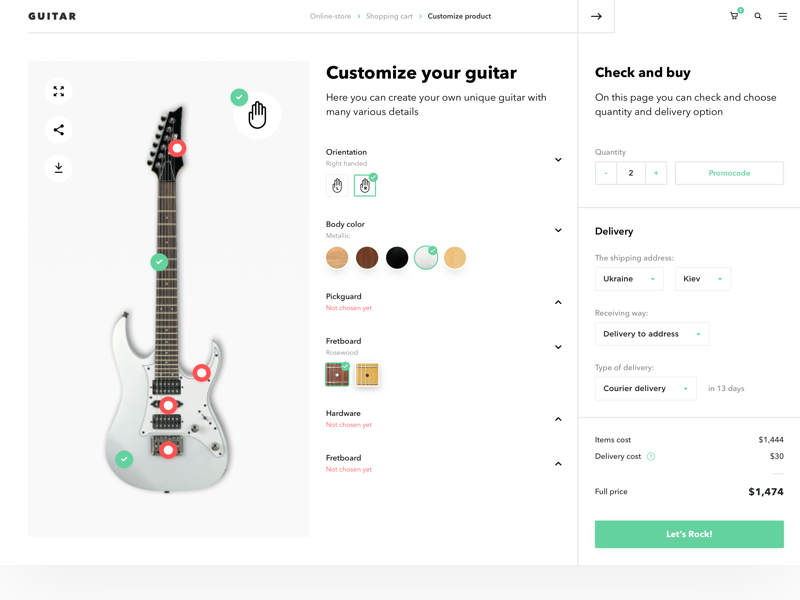 GUITAR
Online-store > Shopping cart > Customize product
1
Customize your guitar
Here you can create your own unique guitar with
many various details
Orientation
Right handed
Body color
Metallic
Pickguard
Not chosen yet
Fretboard
Rosewood
Hardware
Not chosen yet
Fretboard
Not chosen yet
Check and buy
On this page you can check and choose
quantity and delivery option
Quantity
- 2 + Promocode
Delivery
The shipping address:
Ukraine Kiev
Receiving way:
Delivery to address
Type of delivery:
Courier delivery in 13 days
Items cost $1,444
Delivery cost $30
Full price $1,474
Let's Rock!